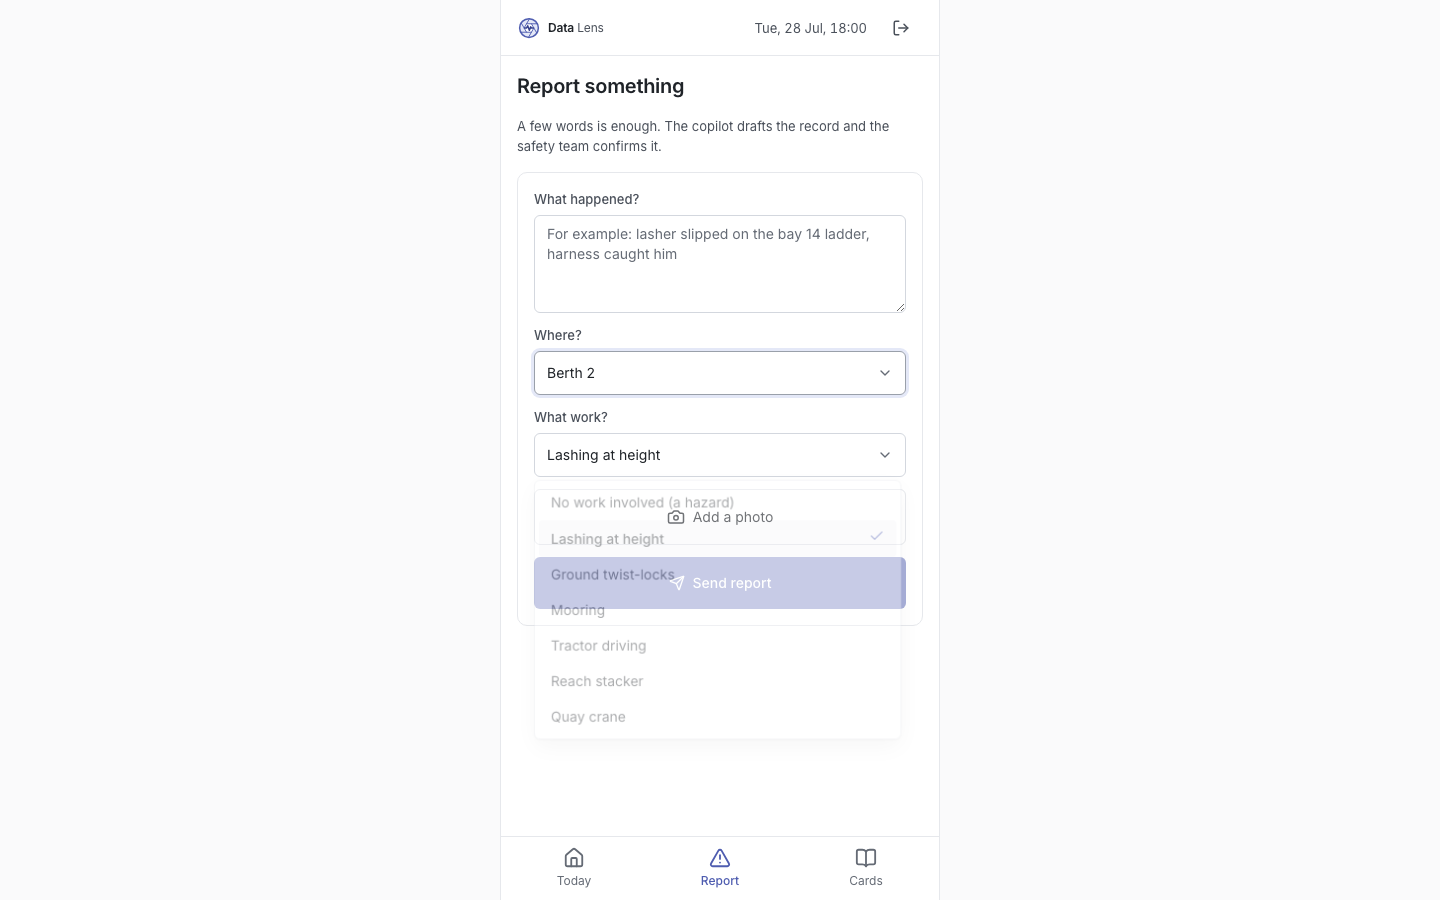 Data Lens
Tue, 28 Jul, 18:00
Report something
A few words is enough. The copilot drafts the record and the
safety team confirms it.
What happened?
For example: lasher slipped on the bay 14 ladder,
harness caught him
Where?
Berth 2
What work?
Lashing at height
No work involved (a hazard)
Add a photo
Lashing at height
Ground twist-locks
Send report
Mooring
Tractor driving
Reach stacker
Quay crane
Today
Report
Cards